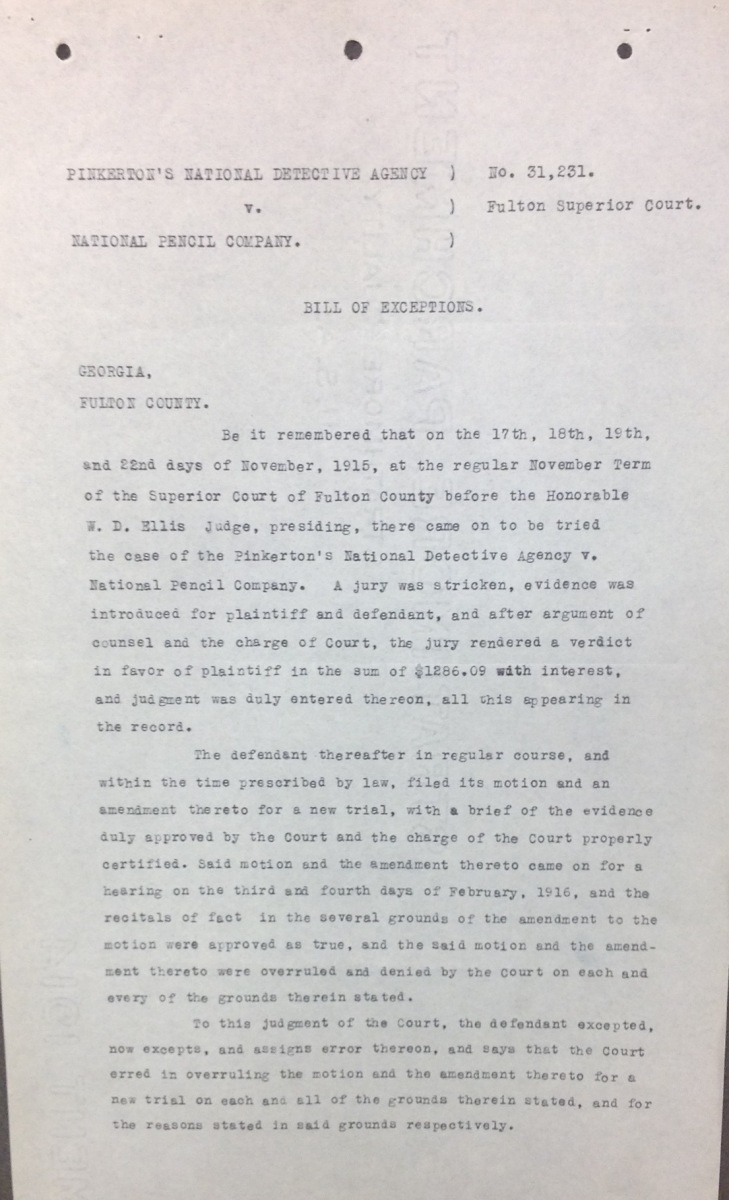 PINKERTON'S NATIONAL DETECTIVE AGENCY ) No. 31,231.
v. ) Fulton Superior Court.
NATIONAL PENCIL COMPANY. )
BILL OF EXCEPTIONS.
GEORGIA,
FULTON COUNTY.
Be it remembered that on the 17th, 18th, 19th,
and 22nd days of November, 1915, at the regular November Term
of the Superior Court of Fulton County before the Honorable
W. D. Ellis Judge, presiding, there came on to be tried
the case of the Pinkerton's National Detective Agency v.
National Pencil Company. A jury was stricken, evidence was
introduced for plaintiff and defendant, and after argument of
counsel and the charge of Court, the jury rendered a verdict
in favor of plaintiff in the sum of $1286.09 with interest,
and judgment was duly entered thereon, all this appearing in
the record.
The defendant thereafter in regular course, and
within the time prescribed by law, filed its motion and an
amendment thereto for a new trial, with a brief of the evidence
duly approved by the Court and the charge of the Court properly
certified. Said motion and the amendment thereto came on for a
hearing on the third and fourth days of February, 1916, and the
recitals of fact in the several grounds of the amendment to the
motion were approved as true, and the said motion and the amend-
ment thereto were overruled and denied by the Court on each and
every of the grounds therein stated.
To this judgment of the Court, the defendant excepted,
now excepts, and assigns error thereon, and says that the Court
erred in overruling the motion and the amendment thereto for a
new trial on each and all of the grounds therein stated, and for
the reasons stated in said grounds respectively.